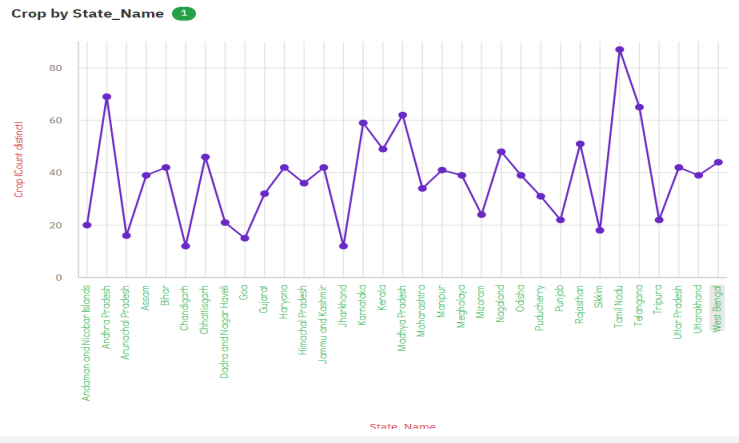 Crop by State_Name 1
Crop (Count distinct)
80
60
40
20
0
Andaman and Nicobar Islands
Andhra Pradesh
Arunachal Pradesh
Assam
Bihar
Chandigarh
Chhattisgarh
Dadra and Nagar Haveli
Goa
Gujarat
Haryana
Himachal Pradesh
Jammu and Kashmir
Jharkhand
Karnataka
Kerala
Madhya Pradesh
Maharashtra
Manipur
Meghalaya
Mizoram
Nagaland
Odisha
Puducherry
Punjab
Rajasthan
Sikkim
Tamil Nadu
Telangana
Tripura
Uttar Pradesh
Uttarakhand
West Bengal
State_Name